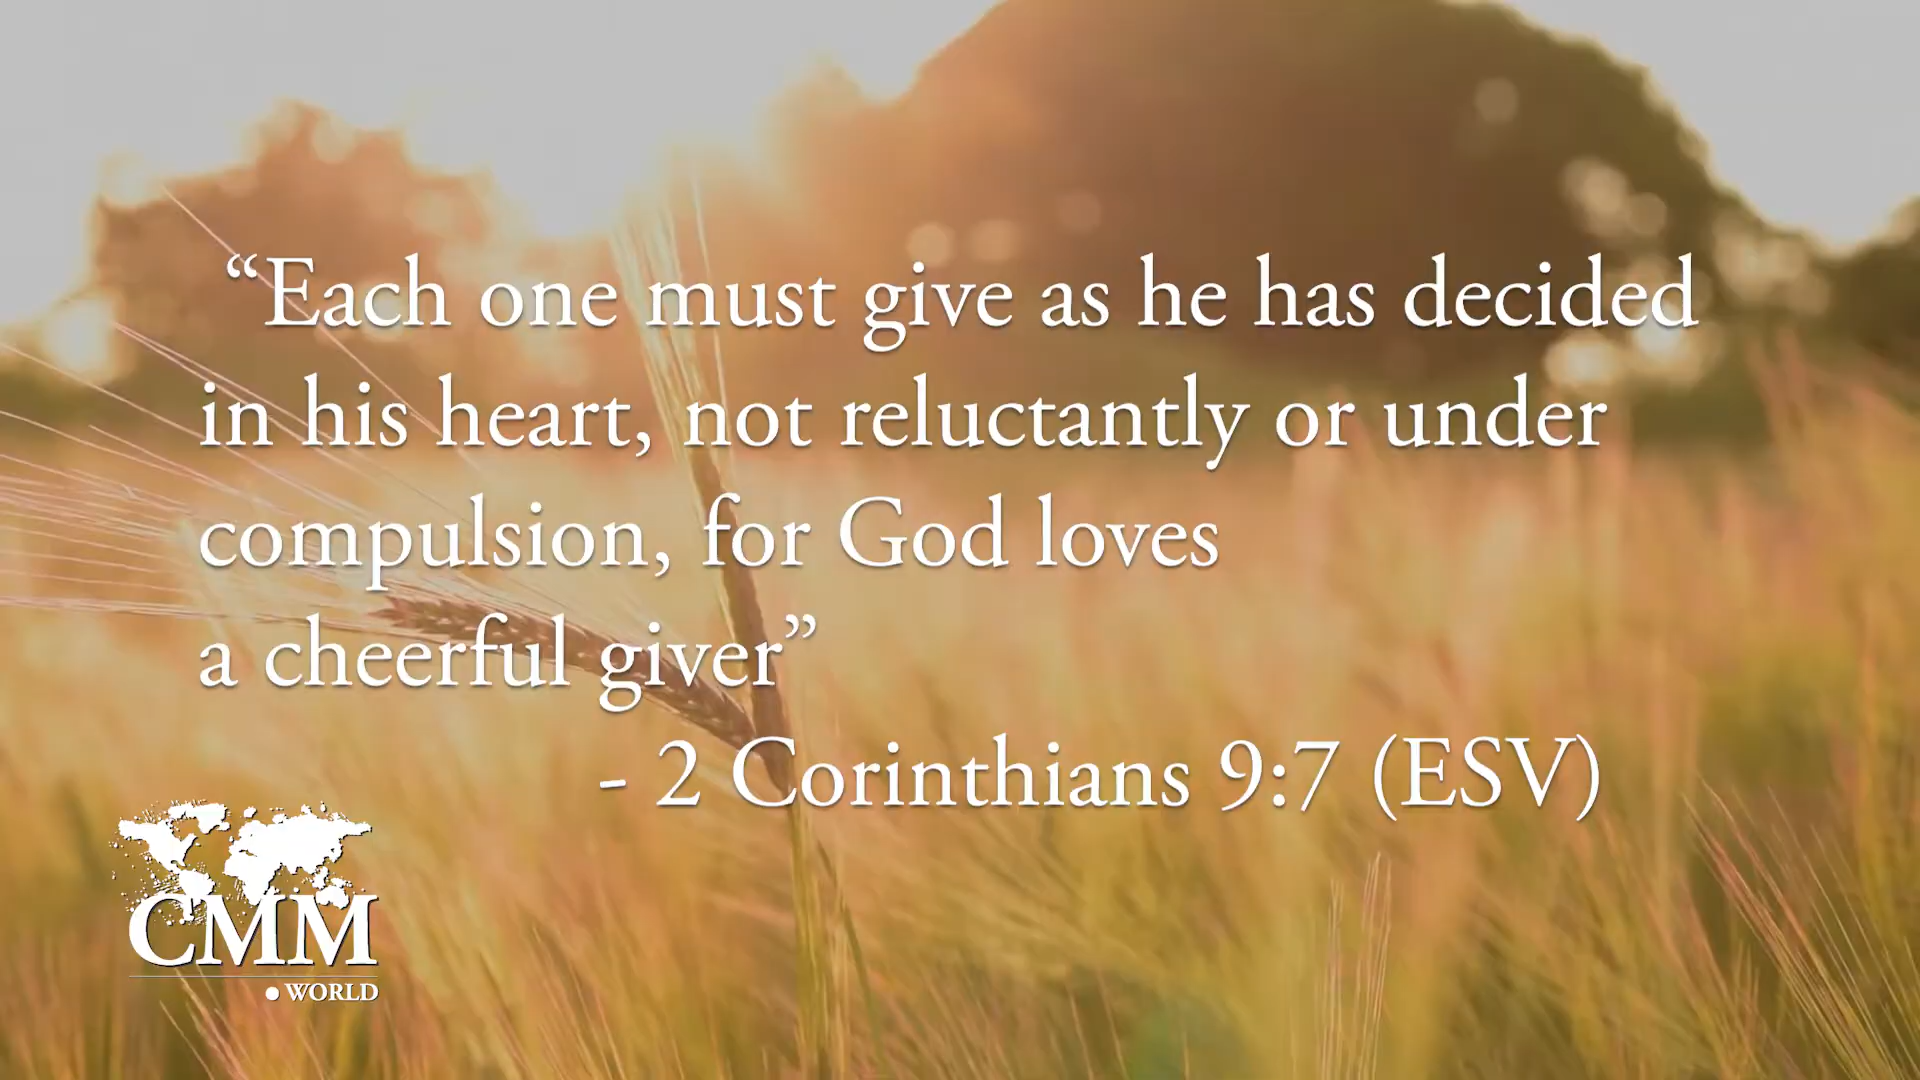 “Each one must give as he has decided
in his heart, not reluctantly or under
compulsion, for God loves
a cheerful giver”
- 2 Corinthians 9:7 (ESV)
CMM
.WORLD